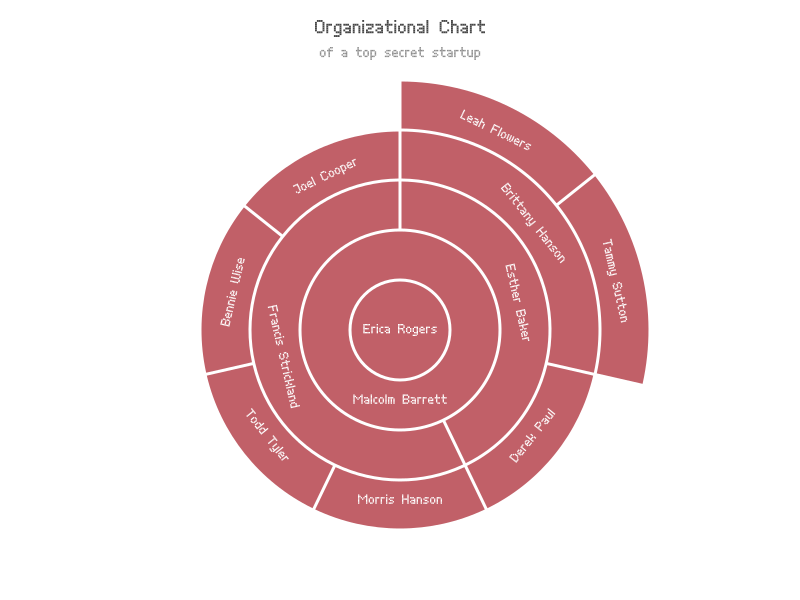 Organizational Chart
of a top secret startup
Leah Flowers
Joel Cooper
Brittany Hanson
Tammy Sutton
Bennie Wise
Esther Baker
Francis Strickland
Erica Rogers
Malcolm Barrett
Todd Tyler
Derek Paul
Morris Hanson